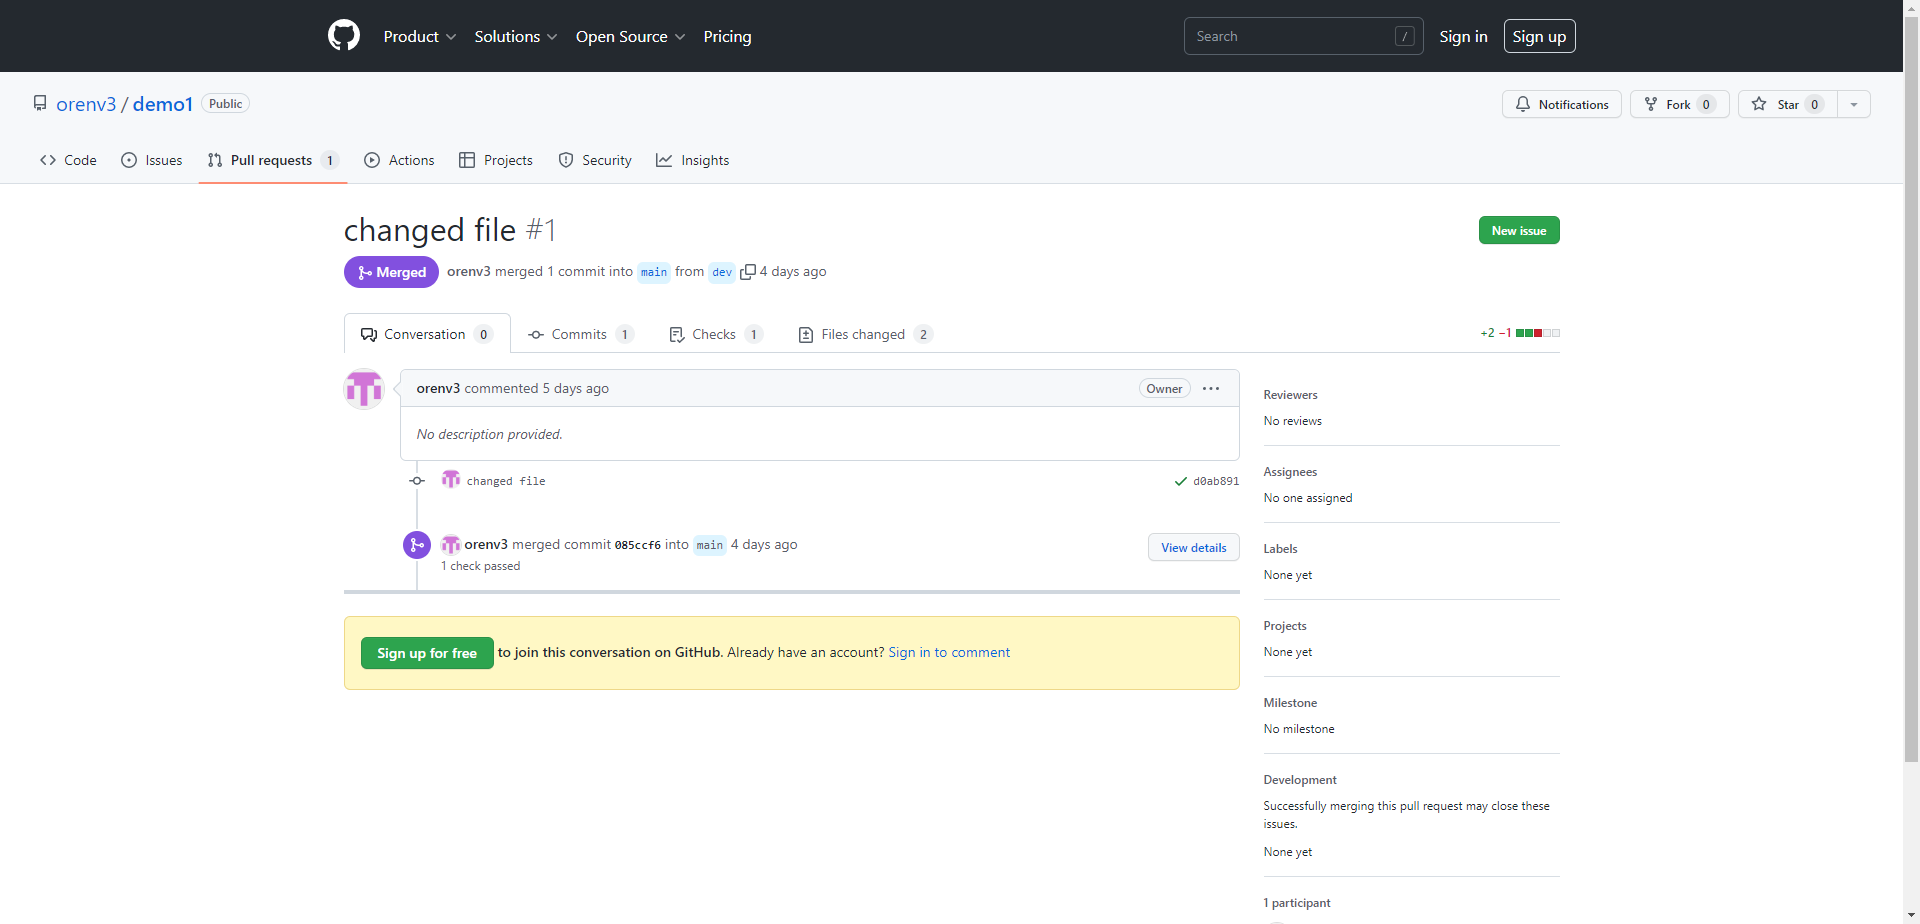 Product Solutions Open Source Pricing Search / Sign in Sign up
orenv3 / demo1 Public Notifications Fork 0 Star 0
Code Issues Pull requests 1 Actions Projects Security Insights
changed file #1 New issue
Merged orenv3 merged 1 commit into main from dev 4 days ago
Conversation 0 Commits 1 Checks 1 Files changed 2 +2 −1
orenv3 commented 5 days ago Owner ···
No description provided.
changed file d0ab891
orenv3 merged commit 085ccf6 into main 4 days ago View details
1 check passed
Sign up for free to join this conversation on GitHub. Already have an account? Sign in to comment
Reviewers
No reviews
Assignees
No one assigned
Labels
None yet
Projects
None yet
Milestone
No milestone
Development
Successfully merging this pull request may close these
issues.
None yet
1 participant